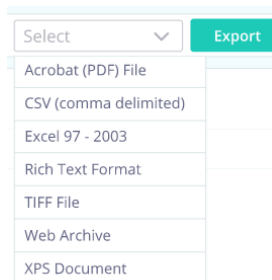 Select
Export
Acrobat (PDF) File
CSV (comma delimited)
Excel 97 - 2003
Rich Text Format
TIFF File
Web Archive
XPS Document